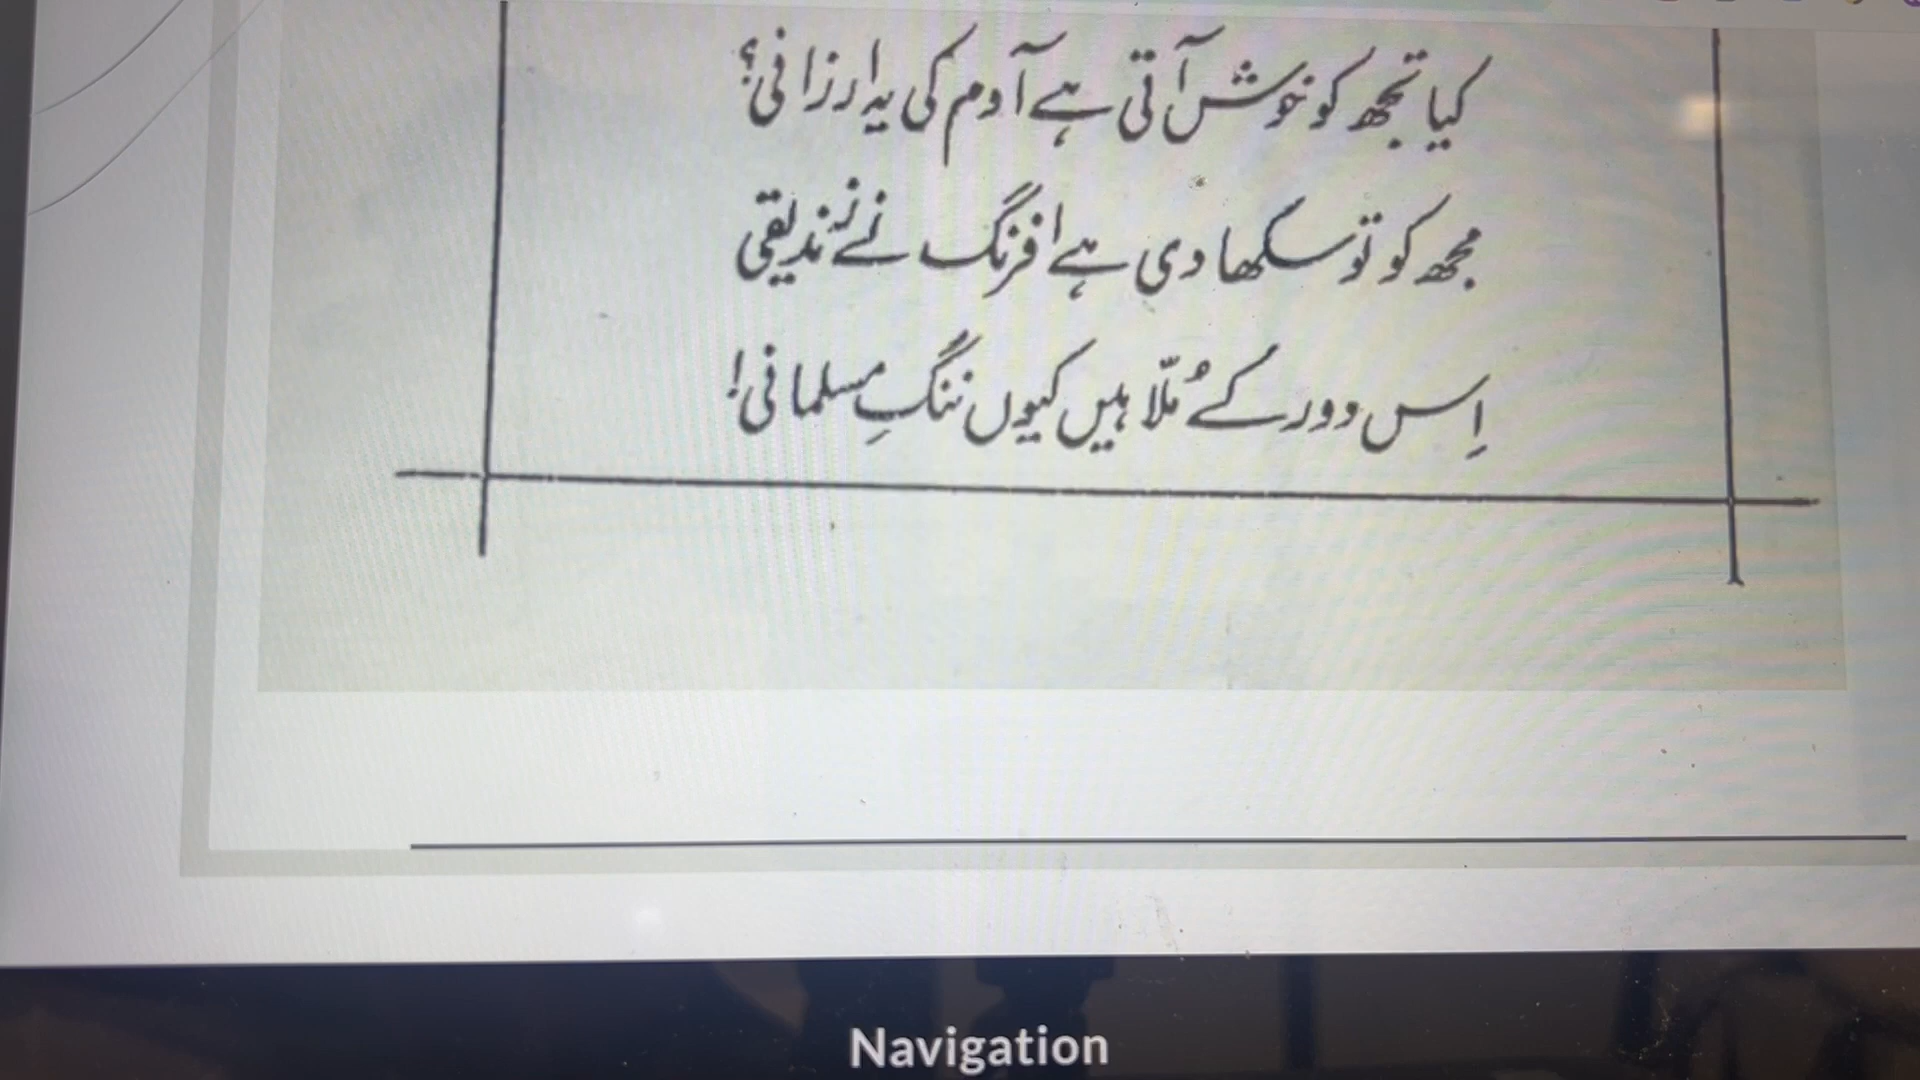 کیا تجھ کو خوش آتی ہے آدم کی یہ ارزانی؟
مجھ کو تو سکھا دی ہے افرنگ نے زندیقی
اِس دور کے مُلّا ہیں کیوں ننگِ مسلمانی!
Navigation